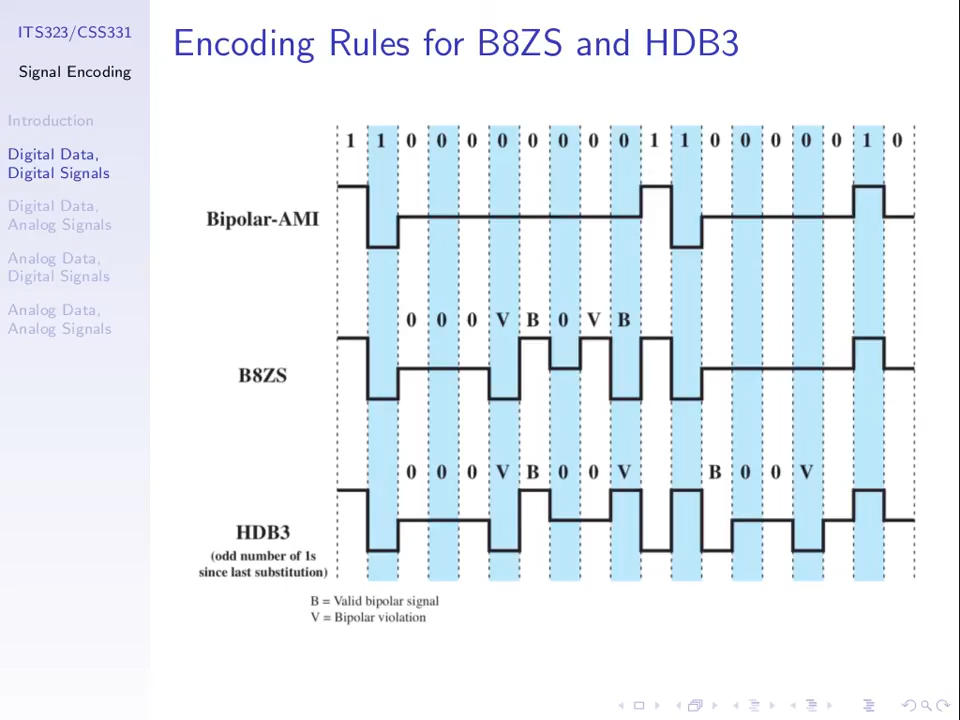 ITS323/CSS331
Signal Encoding
Introduction
Digital Data,
Digital Signals
Digital Data,
Analog Signals
Analog Data,
Digital Signals
Analog Data,
Analog Signals
Encoding Rules for B8ZS and HDB3
1 1 0 0 0 0 0 0 0 0 1 1 0 0 0 0 0 1 0
Bipolar-AMI
0 0 0 V B 0 V B
B8ZS
0 0 0 V B 0 0 V B 0 0 V
HDB3
(odd number of 1s
since last substitution)
B = Valid bipolar signal
V = Bipolar violation